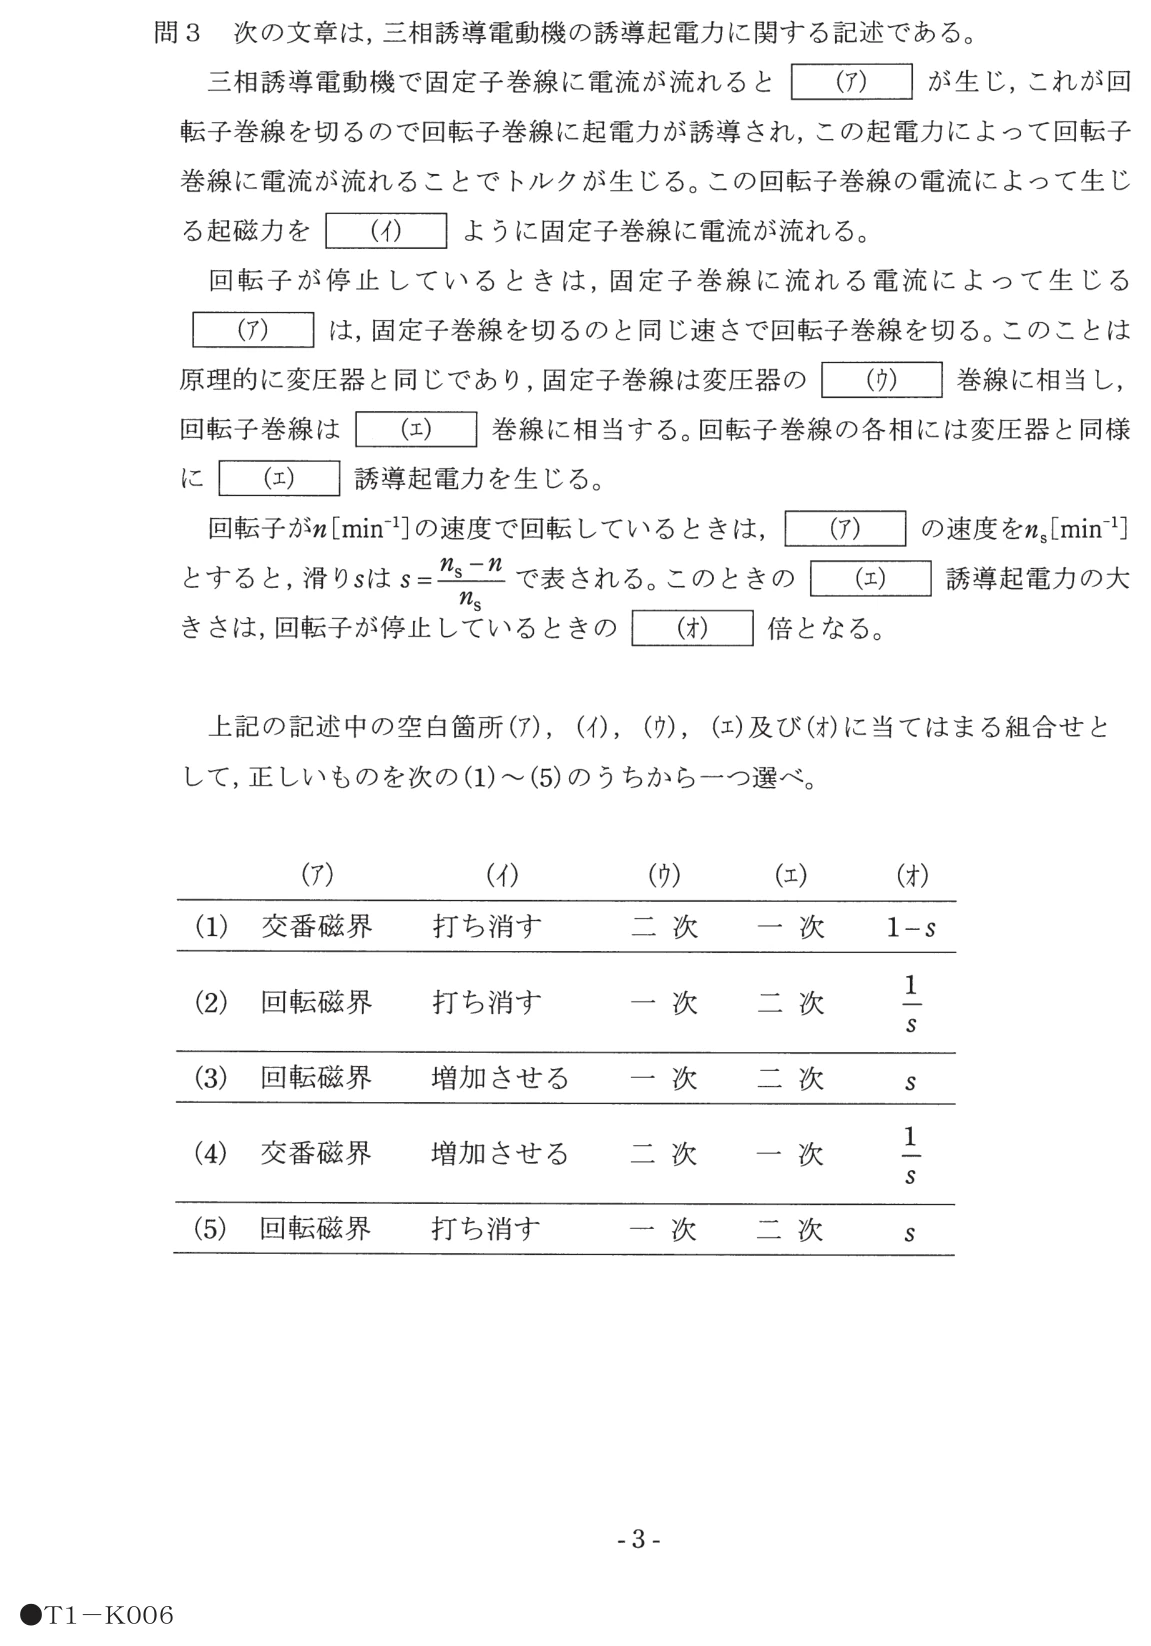 問3 次の文章は,三相誘導電動機の誘導起電力に関する記述である。
三相誘導電動機で固定子巻線に電流が流れると (ア) が生じ,これが回
転子巻線を切るので回転子巻線に起電力が誘導され,この起電力によって回転子
巻線に電流が流れることでトルクが生じる。この回転子巻線の電流によって生じ
る起磁力を (イ) ように固定子巻線に電流が流れる。
回転子が停止しているときは,固定子巻線に流れる電流によって生じる
(ア) は,固定子巻線を切るのと同じ速さで回転子巻線を切る。このことは
原理的に変圧器と同じであり,固定子巻線は変圧器の (ウ) 巻線に相当し,
回転子巻線は (エ) 巻線に相当する。回転子巻線の各相には変圧器と同様
に (エ) 誘導起電力を生じる。
回転子がn[min⁻¹]の速度で回転しているときは, (ア) の速度をnₛ[min⁻¹]
とすると,滑りsは s=(nₛ−n)/nₛ で表される。このときの (エ) 誘導起電力の大
きさは,回転子が停止しているときの (オ) 倍となる。
上記の記述中の空白箇所(ア),(イ),(ウ),(エ)及び(オ)に当てはまる組合せと
して,正しいものを次の(1)〜(5)のうちから一つ選べ。
(ア) (イ) (ウ) (エ) (オ)
(1) 交番磁界 打ち消す 二次 一次 1−s
(2) 回転磁界 打ち消す 一次 二次 1/s
(3) 回転磁界 増加させる 一次 二次 s
(4) 交番磁界 増加させる 二次 一次 1/s
(5) 回転磁界 打ち消す 一次 二次 s
-3-
●T1−K006